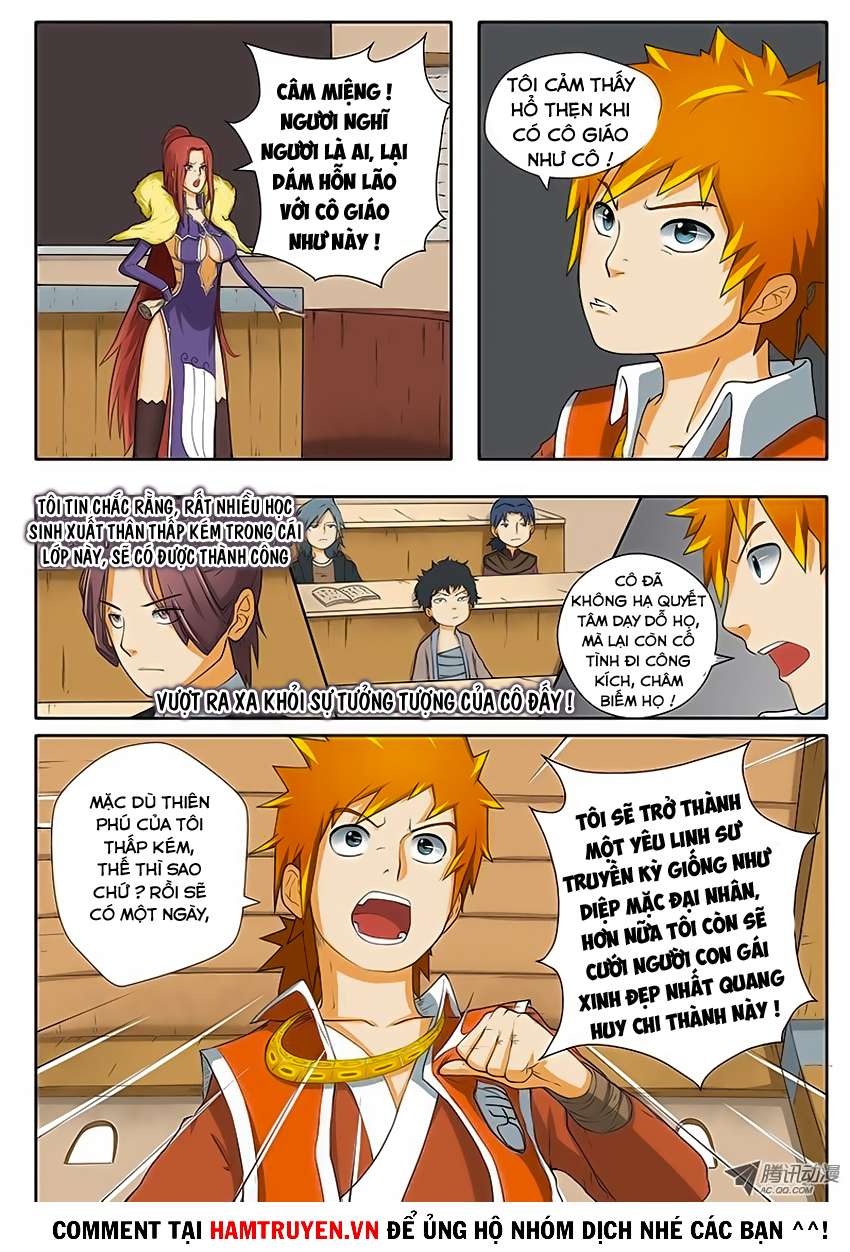 CÂM MIỆNG !
NGƯƠI NGHĨ
NGƯƠI LÀ AI, LẠI
DÁM HỖN LÃO
VỚI CÔ GIÁO
NHƯ NÀY !
TÔI CẢM THẤY
HỔ THẸN KHI
CÓ CÔ GIÁO
NHƯ CÔ !
TÔI TIN CHẮC RẰNG, RẤT NHIỀU HỌC
SINH XUẤT THÂN THẤP KÉM TRONG CÁI
LỚP NÀY, SẼ CÓ ĐƯỢC THÀNH CÔNG
VƯỢT RA XA KHỎI SỰ TƯỞNG TƯỢNG CỦA CÔ ĐẤY !
CÔ ĐÃ
KHÔNG HẠ QUYẾT
TÂM DẠY DỖ HỌ,
MÀ LẠI CÒN CỐ
TÌNH ĐI CÔNG
KÍCH, CHÂM
BIẾM HỌ !
MẶC DÙ THIÊN
PHÚ CỦA TÔI
THẤP KÉM,
THẾ THÌ SAO
CHỨ ? RỒI SẼ
CÓ MỘT NGÀY,
TÔI SẼ TRỞ THÀNH
MỘT YÊU LINH SƯ
TRUYỀN KỲ GIỐNG NHƯ
DIỆP MẶC ĐẠI NHÂN,
HƠN NỮA TÔI CÒN SẼ
CƯỚI NGƯỜI CON GÁI
XINH ĐẸP NHẤT QUANG
HUY CHI THÀNH NÀY !
腾讯动漫
AC.QQ.COM
COMMENT TẠI HAMTRUYEN.VN ĐỂ ỦNG HỘ NHÓM DỊCH NHÉ CÁC BẠN ^^!